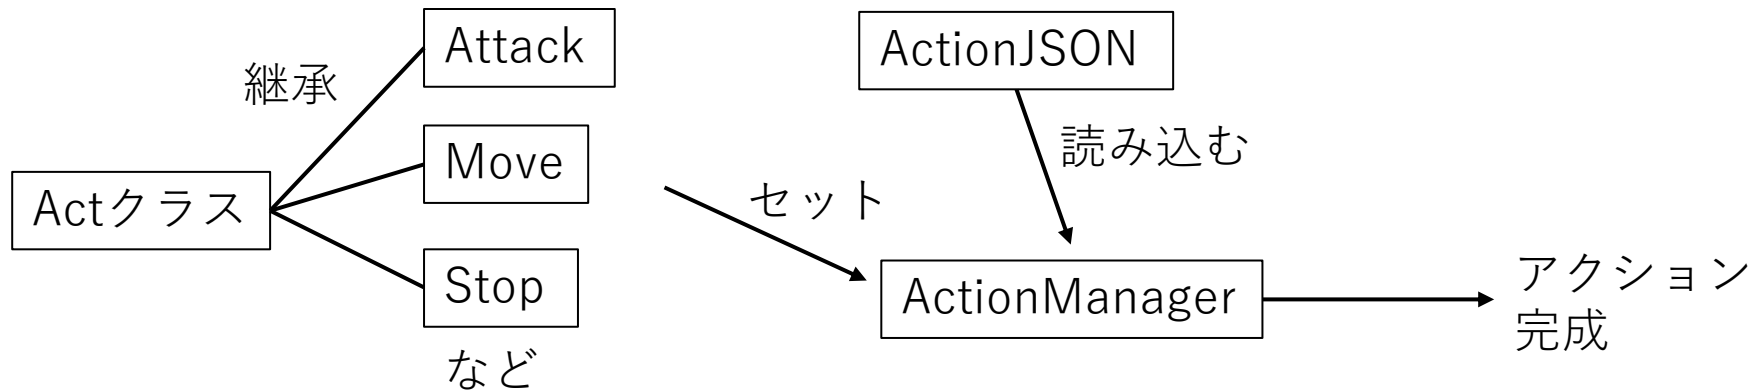 Attack
継承
Move
Actクラス
Stop
など
ActionJSON
読み込む
セット
ActionManager
アクション
完成